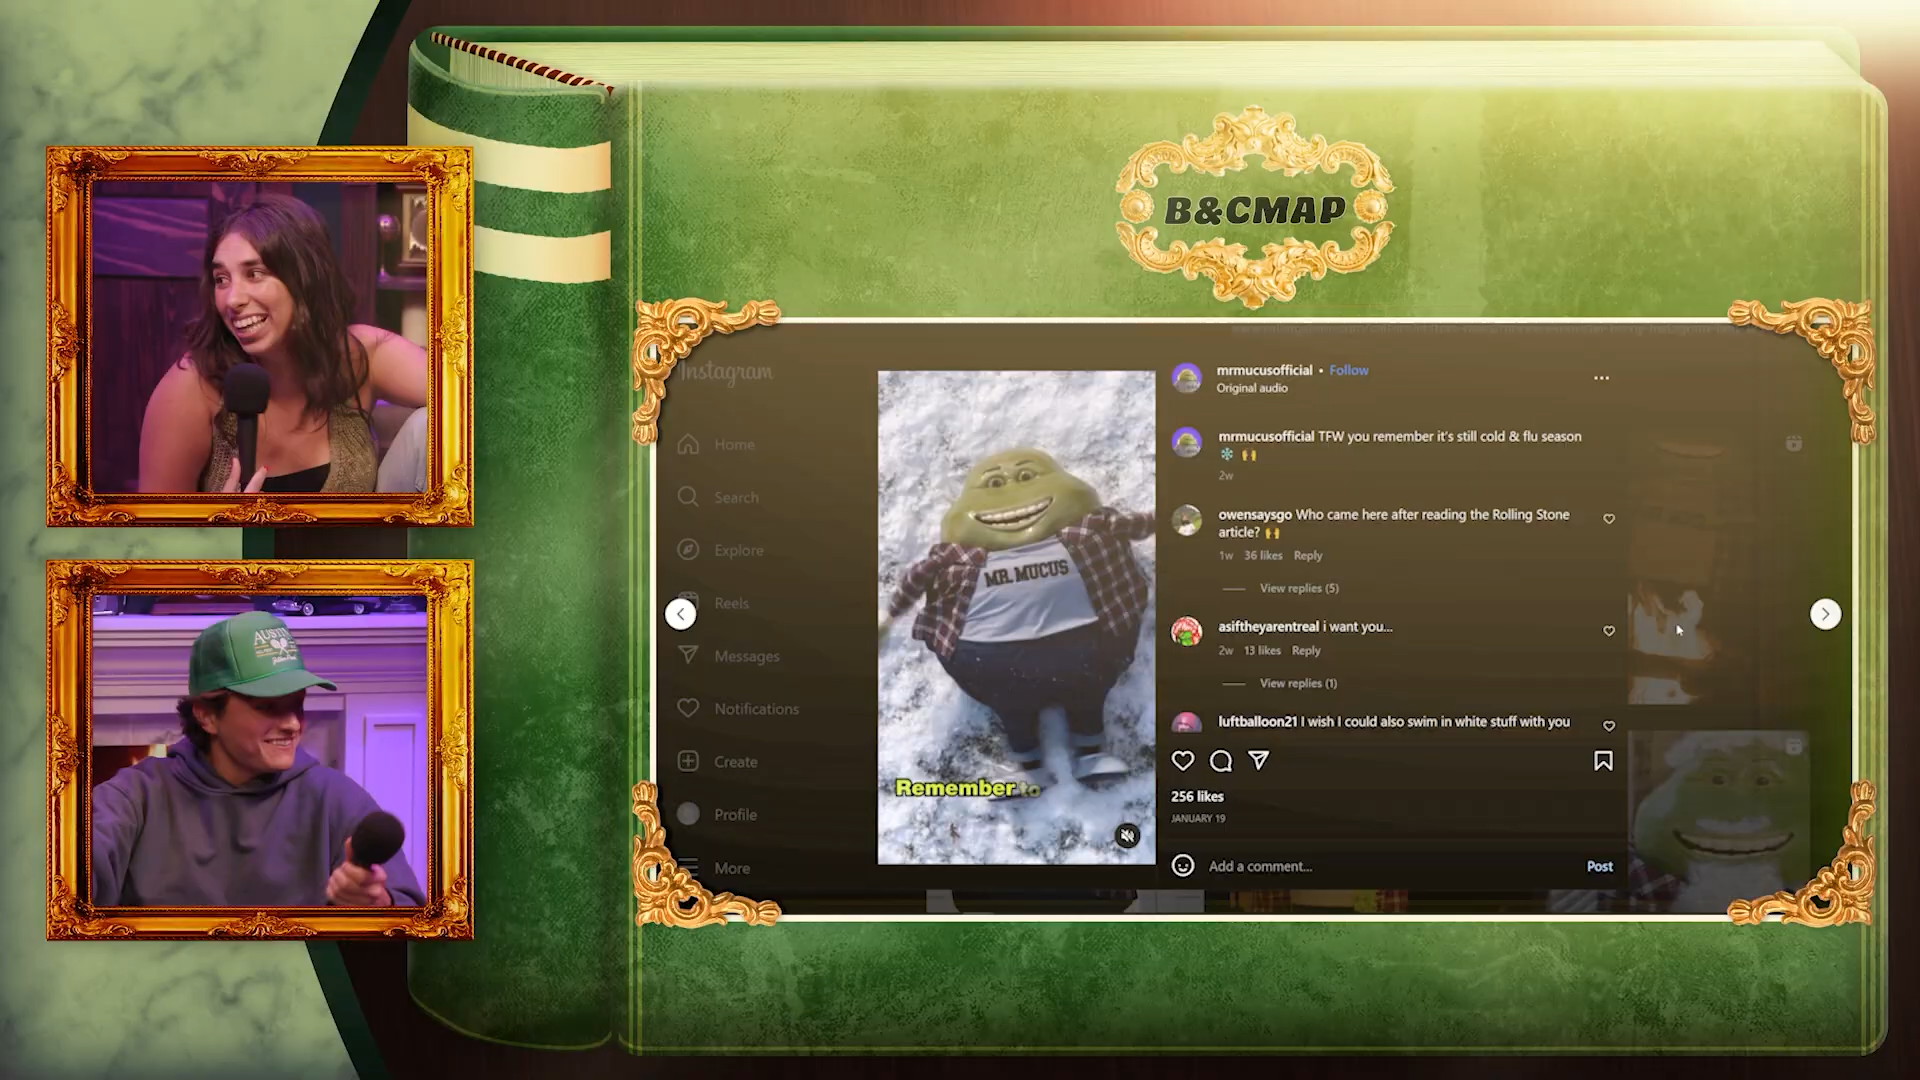 B&CMAP
AUSTIN
Instagram
Home
Search
Explore
Reels
Messages
Notifications
Create
Profile
More
MR. MUCUS
Remember to
mrmucusofficial • Follow
Original audio
mrmucusofficial TFW you remember it's still cold & flu season
❄️ 🙌
2w
owensaysgo Who came here after reading the Rolling Stone
article? 🙌
1w 36 likes Reply
View replies (5)
asiftheyarentreal i want you...
2w 13 likes Reply
View replies (1)
luftballoon21 I wish I could also swim in white stuff with you
256 likes
JANUARY 19
Add a comment...
Post